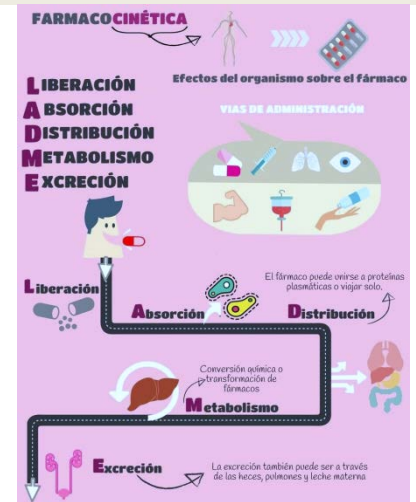 FARMACOCINÉTICA
Efectos del organismo sobre el fármaco
LIBERACIÓN
ABSORCIÓN
DISTRIBUCIÓN
METABOLISMO
EXCRECIÓN
VIAS DE ADMINISTRACIÓN
Liberación
Absorción
El fármaco puede unirse a proteínas
plasmáticas o viajar solo.
Distribución
Conversión química o
transformación de
fármacos
Metabolismo
Excreción
La excreción también puede ser a través
de las heces, pulmones y leche materna